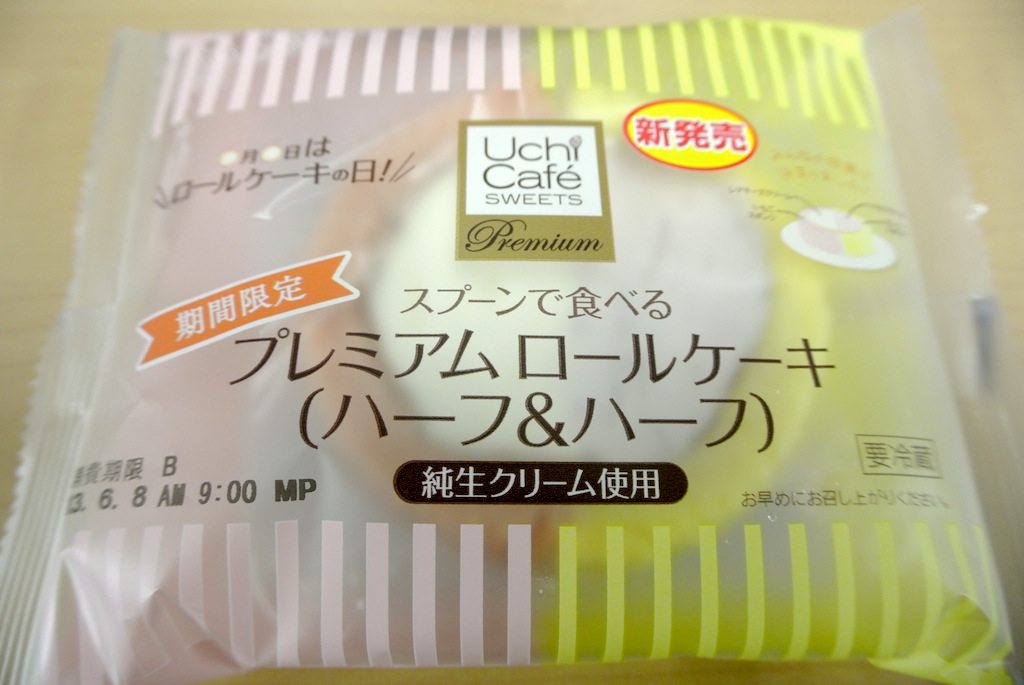 月 日は
ロールケーキの日!
Uchi
Café
SWEETS
Premium
新発売
期間限定
スプーンで食べる
プレミアムロールケーキ
(ハーフ&ハーフ)
純生クリーム使用
消費期限 B
13. 6. 8 AM 9:00 MP
要冷蔵
お早めにお召し上がりください。